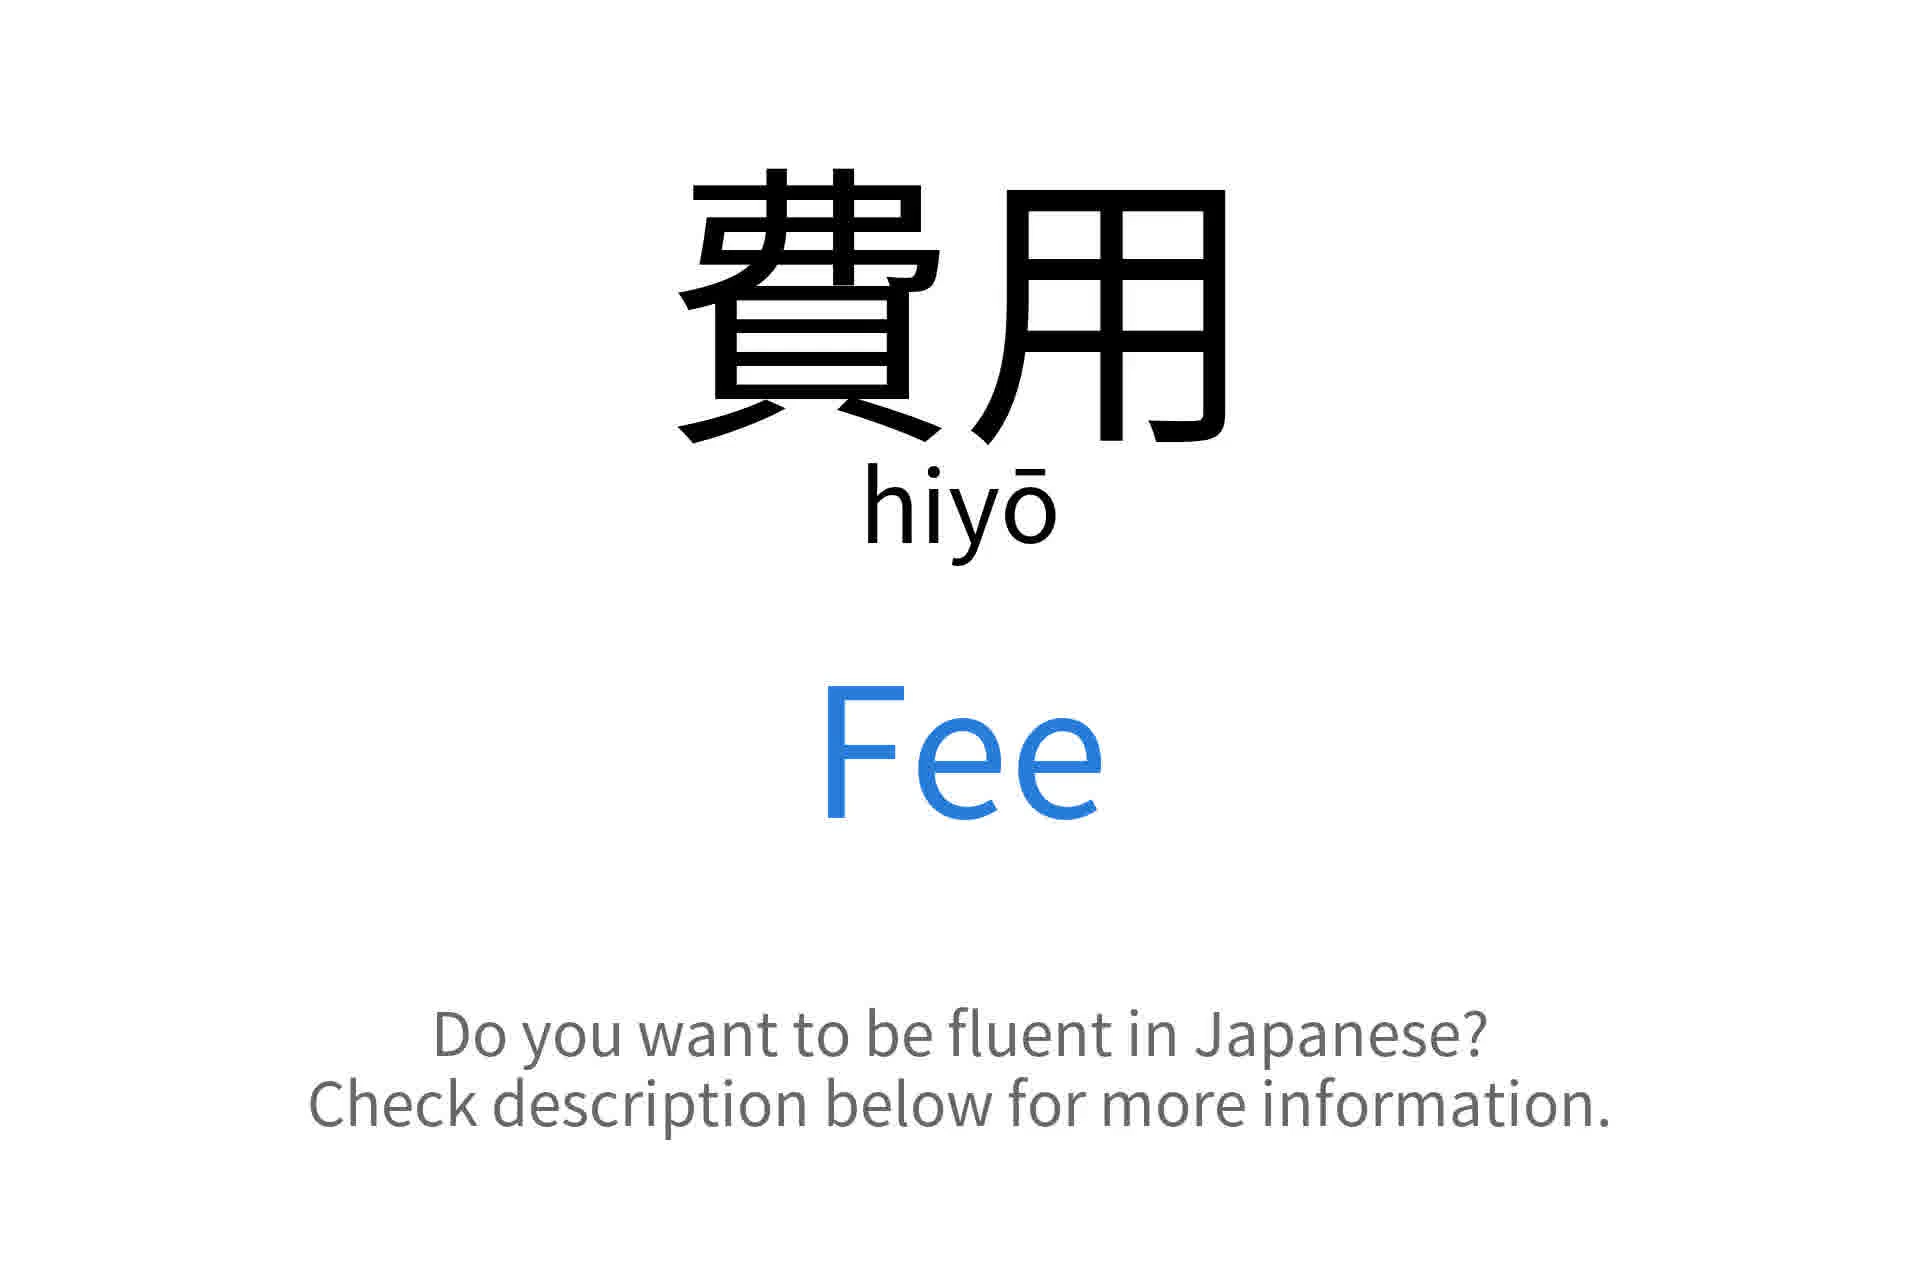 費用
hiyō
Fee
Do you want to be fluent in Japanese?
Check description below for more information.